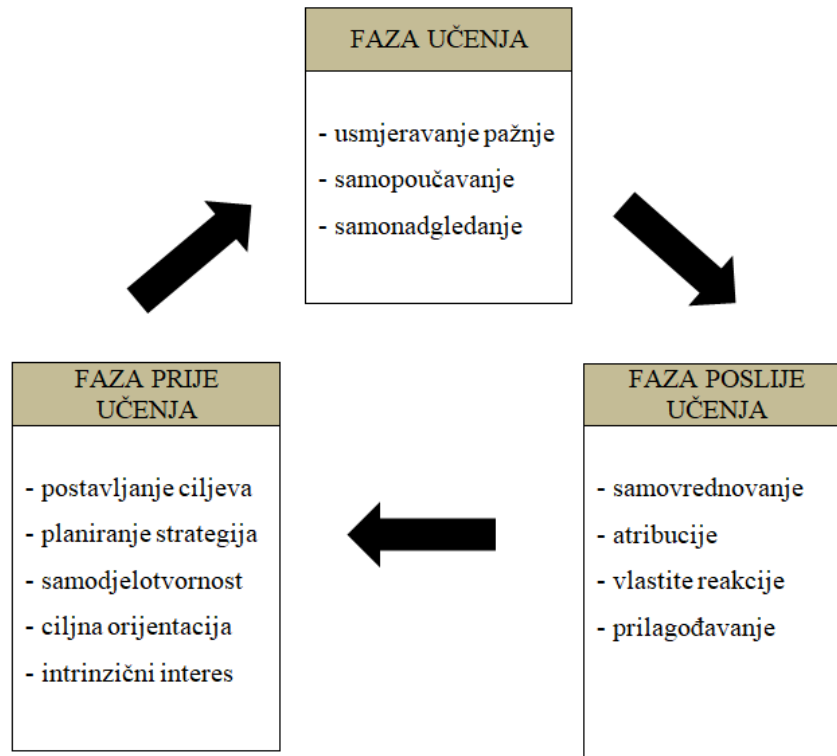 FAZA UČENJA
- usmjeravanje pažnje
- samopoučavanje
- samonadgledanje
FAZA PRIJE
UČENJA
- postavljanje ciljeva
- planiranje strategija
- samodjelotvornost
- ciljna orijentacija
- intrinzični interes
FAZA POSLIJE
UČENJA
- samovrednovanje
- atribucije
- vlastite reakcije
- prilagođavanje